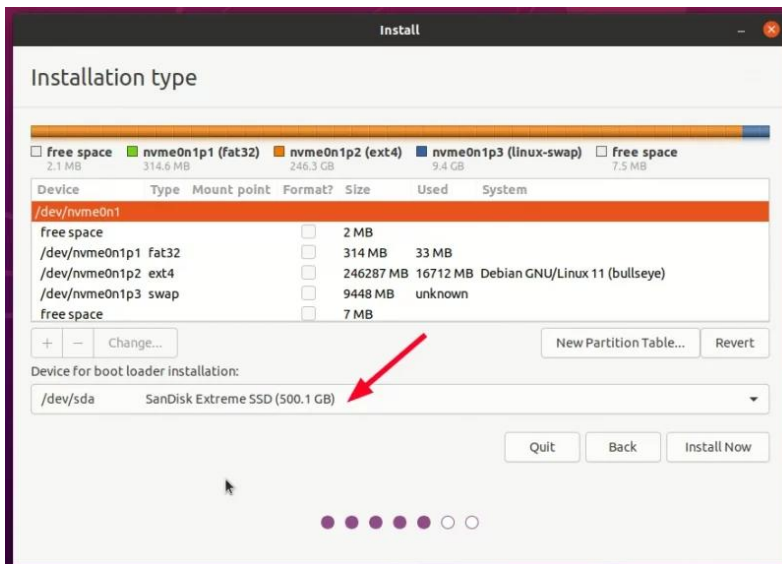 Install
Installation type
free space nvme0n1p1 (fat32) nvme0n1p2 (ext4) nvme0n1p3 (linux-swap) free space
2.1 MB 314.6 MB 246.3 GB 9.4 GB 7.5 MB
Device Type Mount point Format? Size Used System
/dev/nvme0n1
free space 2 MB
/dev/nvme0n1p1 fat32 314 MB 33 MB
/dev/nvme0n1p2 ext4 246287 MB 16712 MB Debian GNU/Linux 11 (bullseye)
/dev/nvme0n1p3 swap 9448 MB unknown
free space 7 MB
+ − Change... New Partition Table... Revert
Device for boot loader installation:
/dev/sda SanDisk Extreme SSD (500.1 GB)
Quit Back Install Now